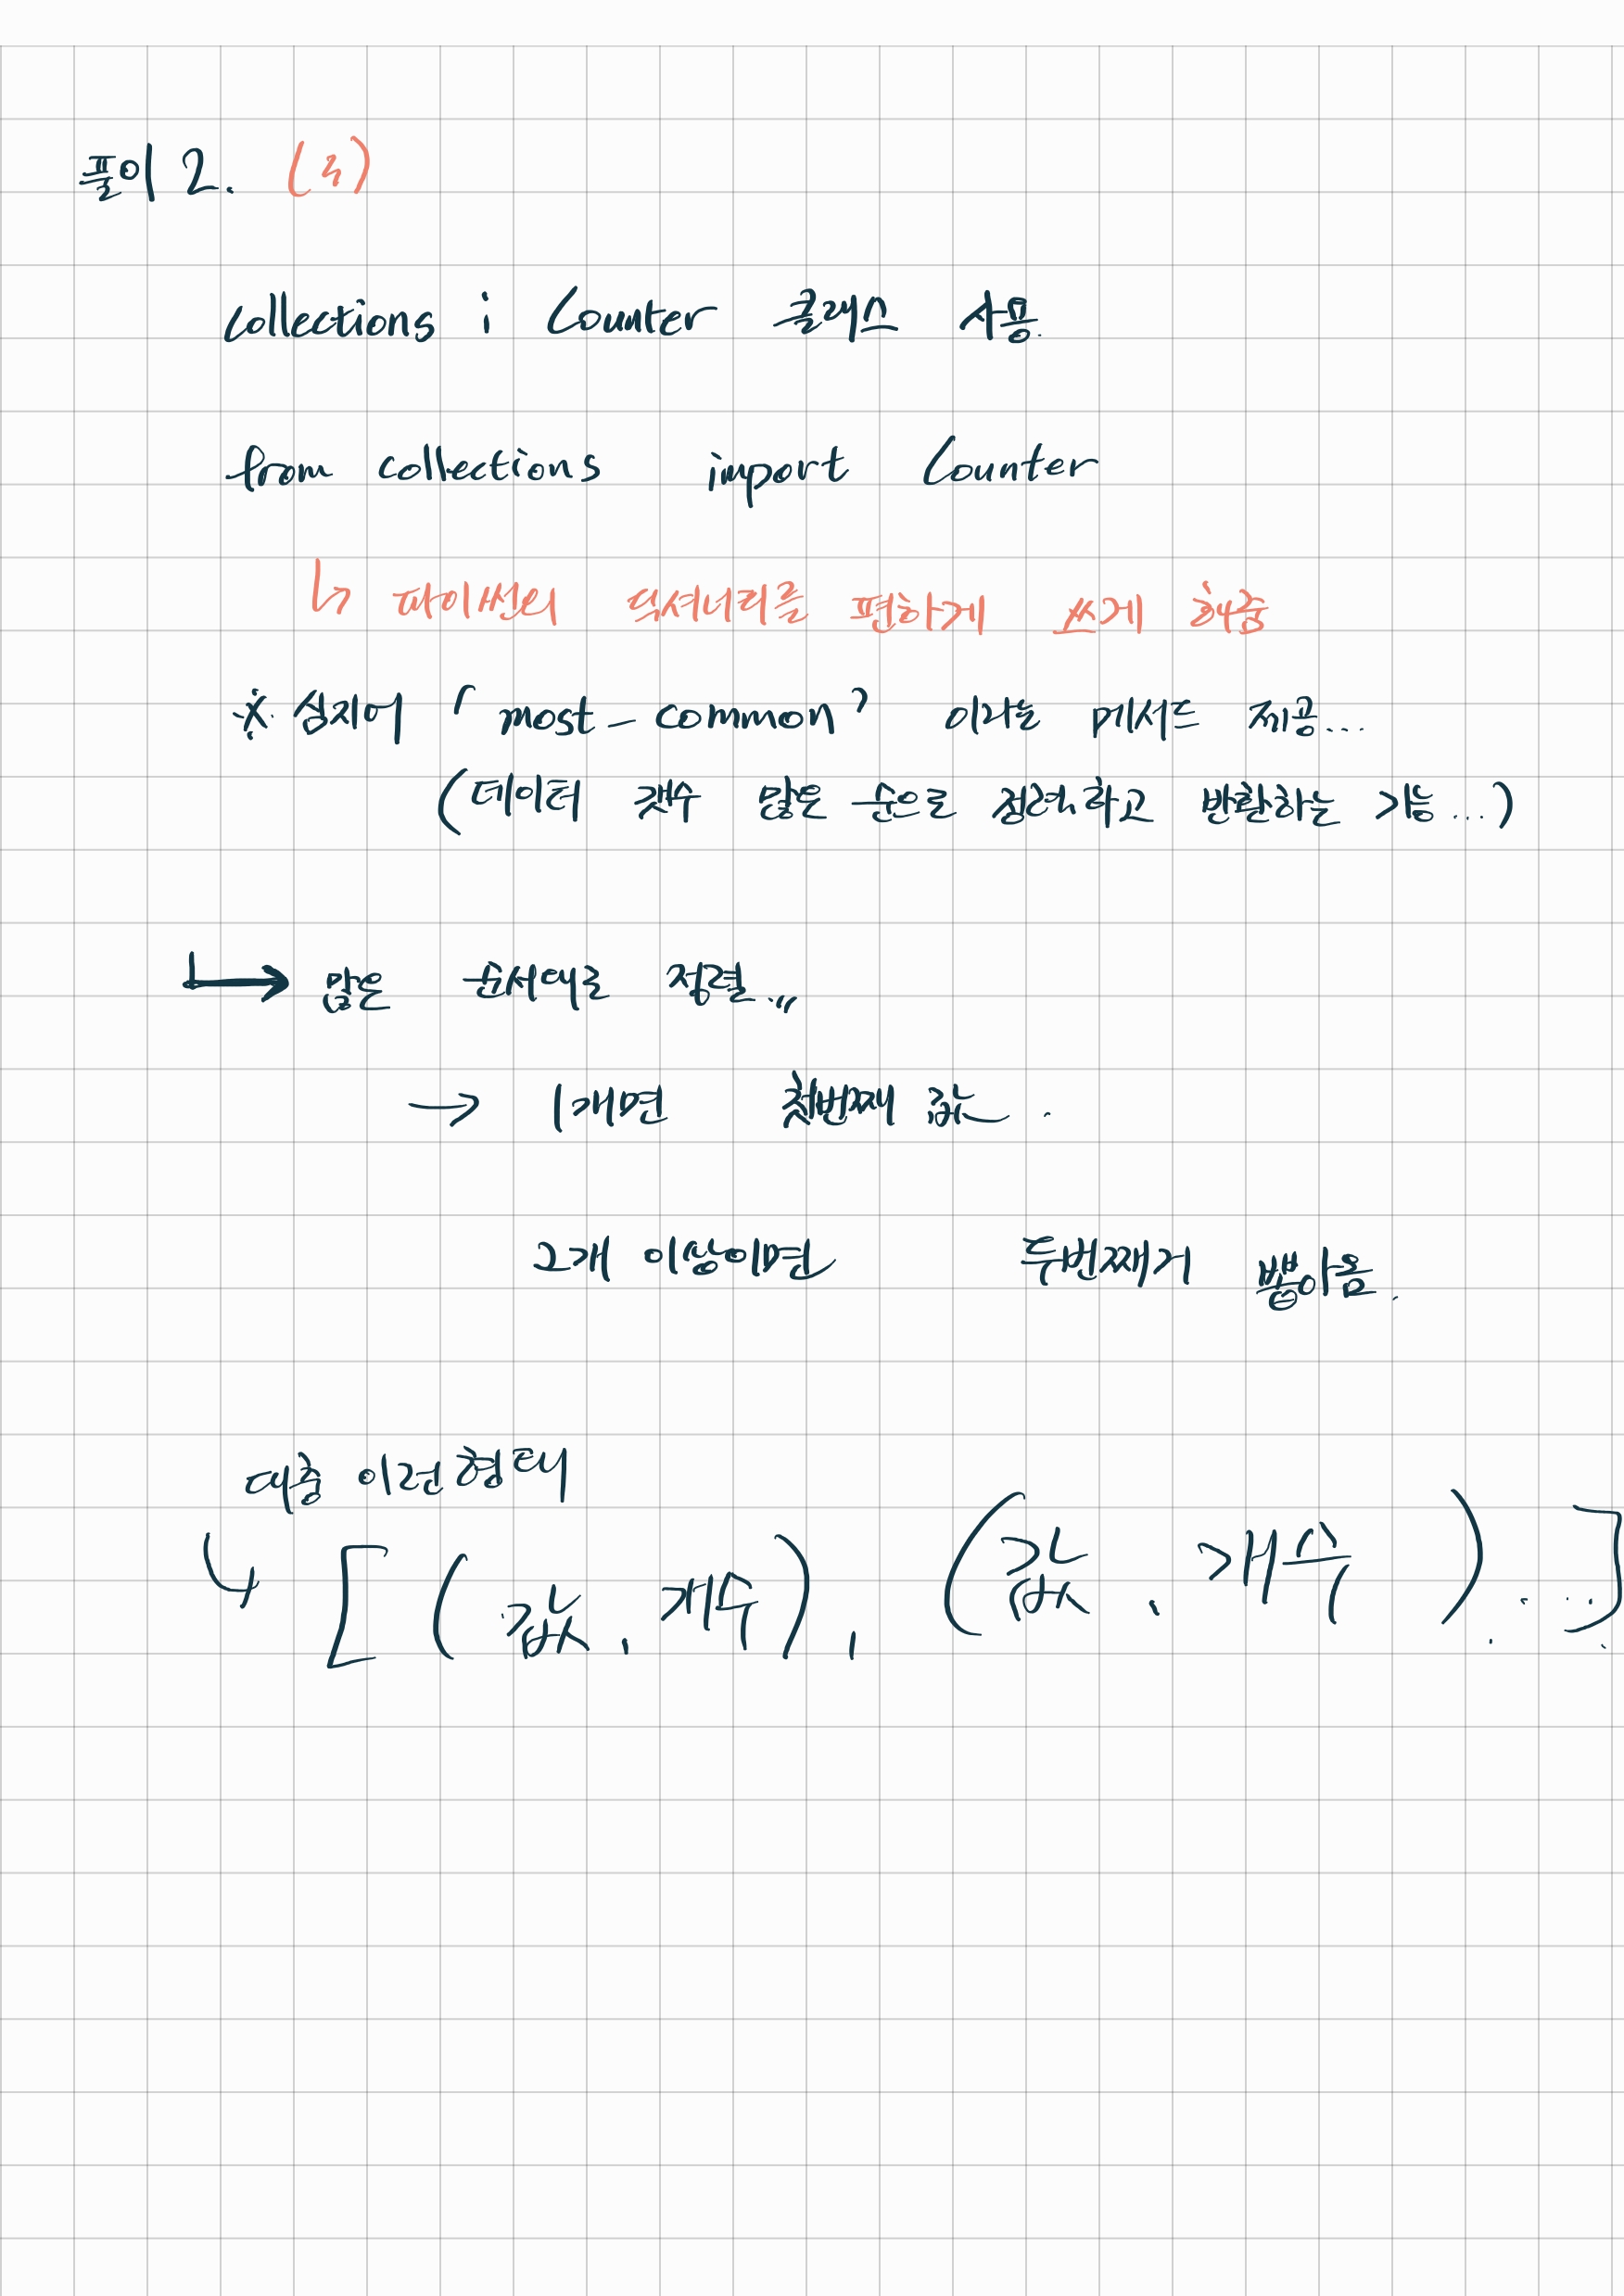 풀이 2.
collections : Counter 클래스 사용.
from collections import Counter
↳ 파이썬의 딕셔너리를 편하게 쓰게 해줌
※ 심지어 「most_common」 이라는 메서드 제공...
(데이터 갯수 많은 순으로 정렬하고 반환하는 기능...)
↳ 많은 순서대로 정렬...
→ 1개면 첫번째 값.
2개 이상이면 두번째거 뽑아옴.
대충 이런형태
↳ [(값, 개수), (값, 개수)....]